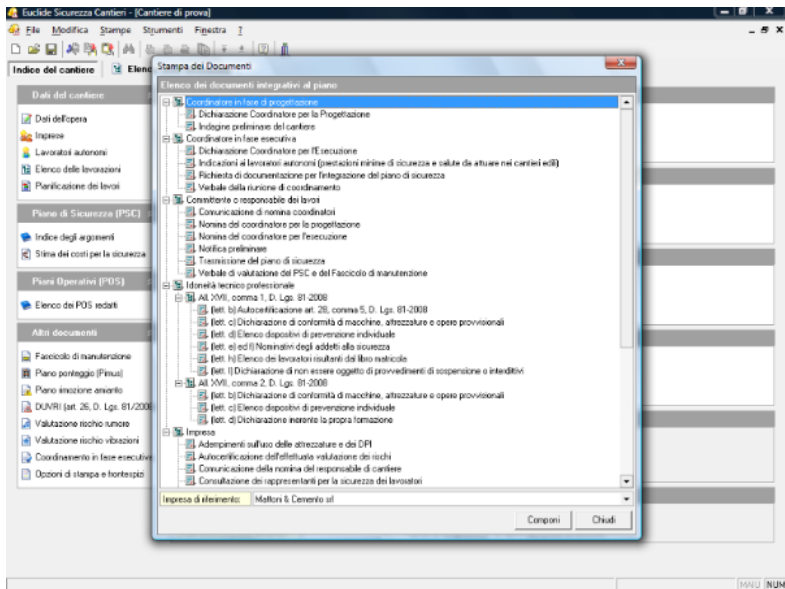 Euclide Sicurezza Cantieri - [Cantiere di prova]
File Modifica Stampe Strumenti Finestra ?
Indice del cantiere Elenc
Stampa dei Documenti
Elenco dei documenti integrativi al piano
Coordinatore in fase di progettazione
Dichiarazione Coordinatore per la Progettazione
Indagine preliminare del cantiere
Coordinatore in fase esecutiva
Dichiarazione Coordinatore per l'Esecuzione
Indicazioni ai lavoratori autonomi (prestazioni minime di sicurezza e salute da attuare nei cantieri edili)
Richiesta di documentazione per l'integrazione del piano di sicurezza
Verbale della riunione di coordinamento
Committente o responsabile dei lavori
Comunicazione di nomina coordinatori
Nomina del coordinatore per la progettazione
Nomina del coordinatore per l'esecuzione
Notifica preliminare
Trasmissione del piano di sicurezza
Verbale di valutazione del PSC e del Fascicolo di manutenzione
Idoneità tecnico professionale
All. XVII, comma 1, D. Lgs. 81-2008
(lett. b) Autocertificazione art. 28, comma 5, D. Lgs. 81-2008
(lett. c) Dichiarazione di conformità di macchine, attrezzature e opere provvisionali
(lett. d) Elenco dispositivi di prevenzione individuale
(lett. e) ed f) Nominativi degli addetti alla sicurezza
(lett. h) Elenco dei lavoratori risultanti dal libro matricola
(lett. l) Dichiarazione di non essere oggetto di provvedimenti di sospensione o interdittivi
All. XVII, comma 2, D. Lgs. 81-2008
(lett. b) Dichiarazione di conformità di macchine, attrezzature e opere provvisionali
(lett. c) Elenco dispositivi di prevenzione individuale
(lett. d) Dichiarazione inerente la propria formazione
Impresa
Adempimenti sull'uso delle attrezzature e dei DPI
Autocertificazione dell'effettuata valutazione dei rischi
Comunicazione della nomina del responsabile di cantiere
Consultazione dei rappresentanti per la sicurezza dei lavoratori
Impresa di riferimento: Mattoni & Cemento srl
Componi Chiudi
Dati del cantiere
Dati dell'opera
Imprese
Lavoratori autonomi
Elenco delle lavorazioni
Pianificazione dei lavori
Piano di Sicurezza (PSC)
Indice degli argomenti
Stima dei costi per la sicurezza
Piani Operativi (POS)
Elenco dei POS redatti
Altri documenti
Fascicolo di manutenzione
Piano ponteggio (Pimus)
Piano rimozione amianto
DUVRI (art. 26, D. Lgs. 81/2008
Valutazione rischio rumore
Valutazione rischio vibrazioni
Coordinamento in fase esecutiva
Opzioni di stampa e frontespizi
MAIU NUM